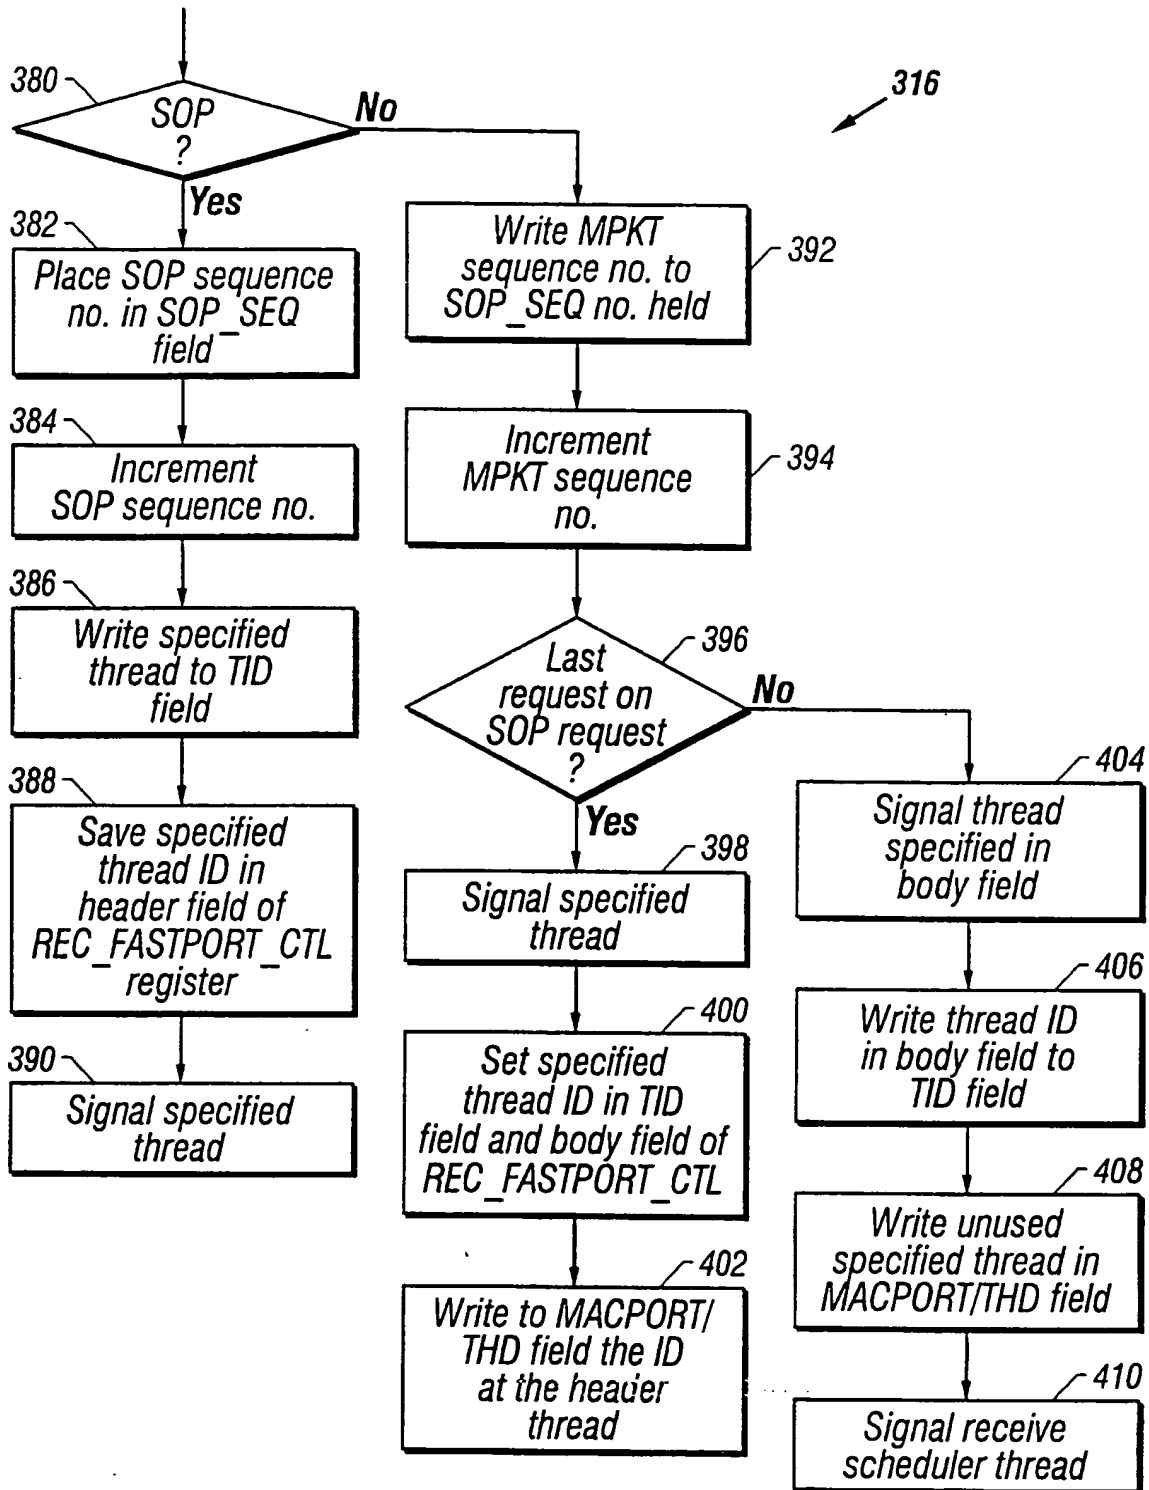 316
380
SOP
?
No
Yes
382
Place SOP sequence
no. in SOP_SEQ
field
384
Increment
SOP sequence no.
386
Write specified
thread to TID
field
388
Save specified
thread ID in
header field of
REC_FASTPORT_CTL
register
390
Signal specified
thread
392
Write MPKT
sequence no. to
SOP_SEQ no. held
394
Increment
MPKT sequence
no.
396
Last
request on
SOP request
?
No
Yes
398
Signal specified
thread
400
Set specified
thread ID in TID
field and body field of
REC_FASTPORT_CTL
402
Write to MACPORT/
THD field the ID
at the header
thread
404
Signal thread
specified in
body field
406
Write thread ID
in body field to
TID field
408
Write unused
specified thread in
MACPORT/THD field
410
Signal receive
scheduler thread